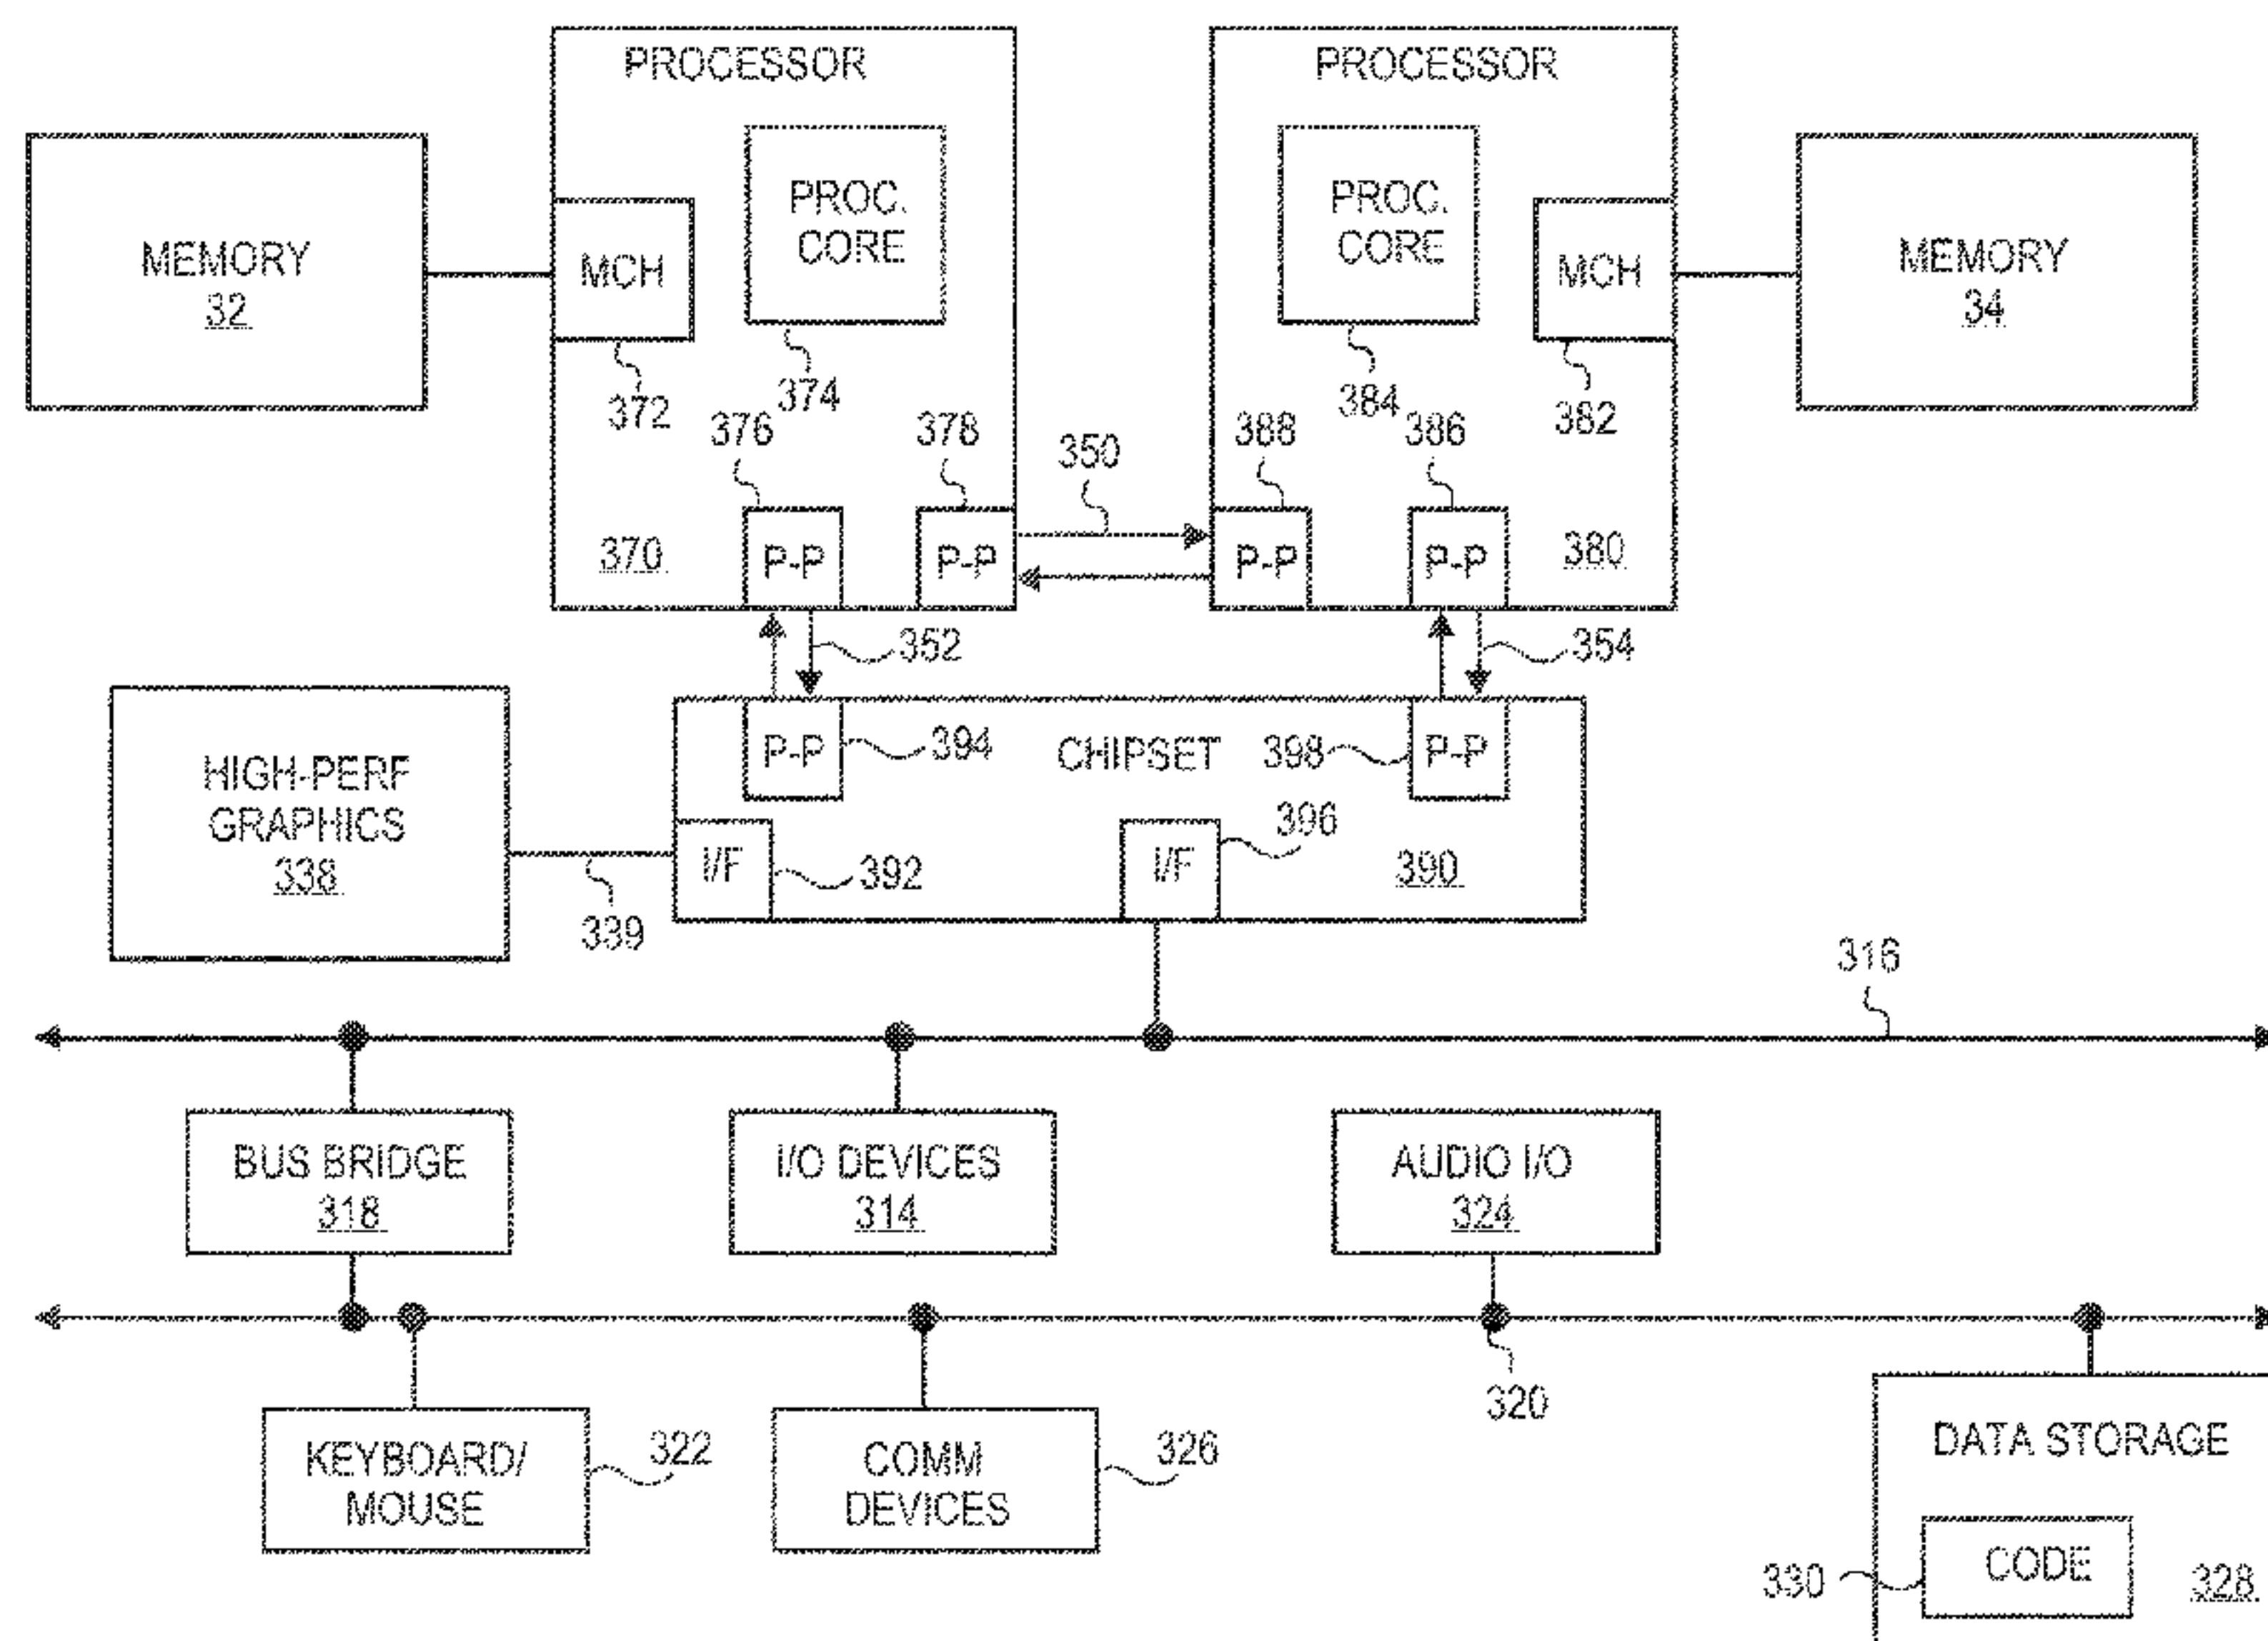 PROCESSOR
PROCESSOR
MEMORY
32
MCH
372
PROC.
CORE
374
PROC.
CORE
384
MCH
382
MEMORY
34
376
378
350
388
386
370
P-P
P-P
P-P
P-P
380
352
354
HIGH-PERF
GRAPHICS
338
339
P-P
394
CHIPSET
398
P-P
I/F
392
I/F
396
390
316
BUS BRIDGE
318
I/O DEVICES
314
AUDIO I/O
324
320
KEYBOARD/
MOUSE
322
COMM
DEVICES
326
DATA STORAGE
330
CODE
328